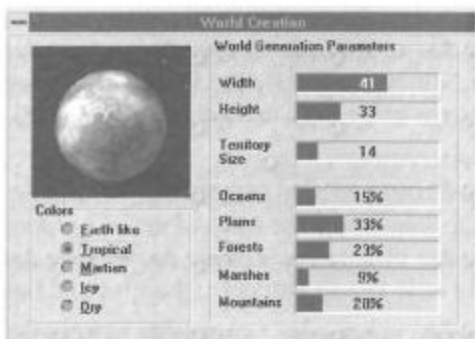 World Creation
World Generation Parameters
Width 41
Height 33
Territory Size 14
Oceans 15%
Plains 33%
Forests 23%
Marshes 9%
Mountains 20%
Colors
Earth like
Tropical
Martian
Icy
Dry